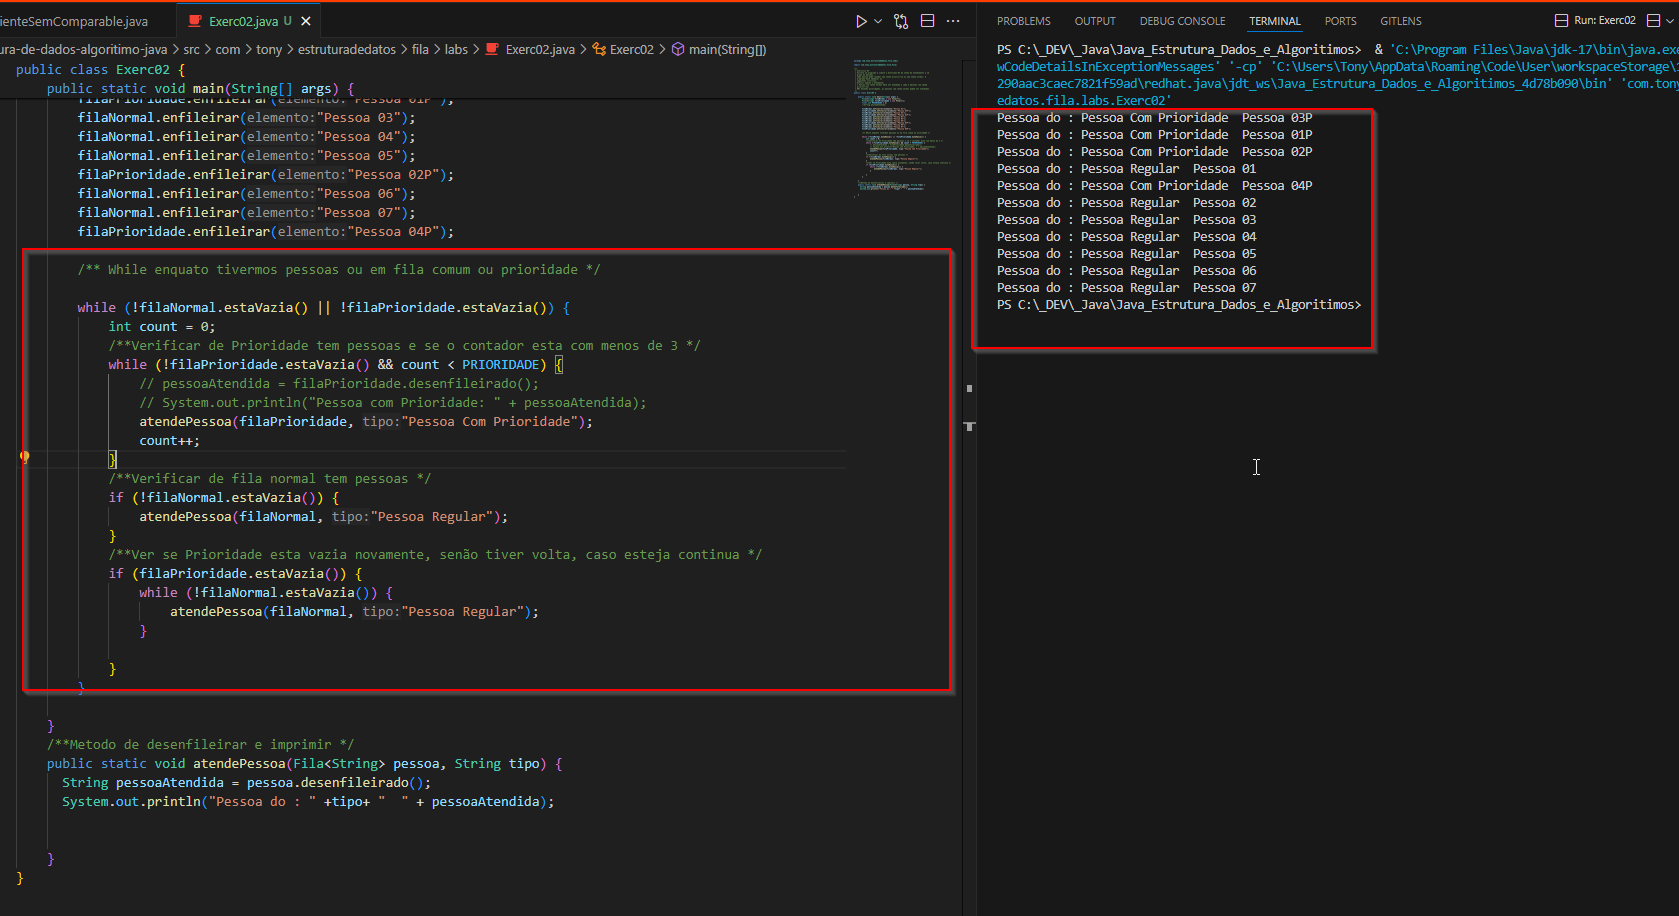 ienteSemComparable.java
Exerc02.java U
ura-de-dados-algoritimo-java > src > com > tony > estruturadedatos > fila > labs > Exerc02.java > Exerc02 > main(String[])
public class Exerc02 {
public static void main(String[] args) {
filaPrioridade.enfileirar(elemento:"Pessoa 01P");
filaNormal.enfileirar(elemento:"Pessoa 03");
filaNormal.enfileirar(elemento:"Pessoa 04");
filaNormal.enfileirar(elemento:"Pessoa 05");
filaPrioridade.enfileirar(elemento:"Pessoa 02P");
filaNormal.enfileirar(elemento:"Pessoa 06");
filaNormal.enfileirar(elemento:"Pessoa 07");
filaPrioridade.enfileirar(elemento:"Pessoa 04P");
/** While enquato tivermos pessoas ou em fila comum ou prioridade */
while (!filaNormal.estaVazia() || !filaPrioridade.estaVazia()) {
int count = 0;
/**Verificar de Prioridade tem pessoas e se o contador esta com menos de 3 */
while (!filaPrioridade.estaVazia() && count < PRIORIDADE) {
// pessoaAtendida = filaPrioridade.desenfileirado();
// System.out.println("Pessoa com Prioridade: " + pessoaAtendida);
atendePessoa(filaPrioridade, tipo:"Pessoa Com Prioridade");
count++;
}
/**Verificar de fila normal tem pessoas */
if (!filaNormal.estaVazia()) {
atendePessoa(filaNormal, tipo:"Pessoa Regular");
}
/**Ver se Prioridade esta vazia novamente, senão tiver volta, caso esteja continua */
if (filaPrioridade.estaVazia()) {
while (!filaNormal.estaVazia()) {
atendePessoa(filaNormal, tipo:"Pessoa Regular");
}
}
}
}
/**Metodo de desenfileirar e imprimir */
public static void atendePessoa(Fila<String> pessoa, String tipo) {
String pessoaAtendida = pessoa.desenfileirado();
System.out.println("Pessoa do : " +tipo+ "  " + pessoaAtendida);
}
}
PROBLEMS OUTPUT DEBUG CONSOLE TERMINAL PORTS GITLENS Run: Exerc02
PS C:\_DEV\_Java\Java_Estrutura_Dados_e_Algoritimos>  & 'C:\Program Files\Java\jdk-17\bin\java.exe
wCodeDetailsInExceptionMessages' '-cp' 'C:\Users\Tony\AppData\Roaming\Code\User\workspaceStorage\1
290aac3caec7821f59ad\redhat.java\jdt_ws\Java_Estrutura_Dados_e_Algoritimos_4d78b090\bin' 'com.tony
edatos.fila.labs.Exerc02'
Pessoa do : Pessoa Com Prioridade  Pessoa 03P
Pessoa do : Pessoa Com Prioridade  Pessoa 01P
Pessoa do : Pessoa Com Prioridade  Pessoa 02P
Pessoa do : Pessoa Regular  Pessoa 01
Pessoa do : Pessoa Com Prioridade  Pessoa 04P
Pessoa do : Pessoa Regular  Pessoa 02
Pessoa do : Pessoa Regular  Pessoa 03
Pessoa do : Pessoa Regular  Pessoa 04
Pessoa do : Pessoa Regular  Pessoa 05
Pessoa do : Pessoa Regular  Pessoa 06
Pessoa do : Pessoa Regular  Pessoa 07
PS C:\_DEV\_Java\Java_Estrutura_Dados_e_Algoritimos>